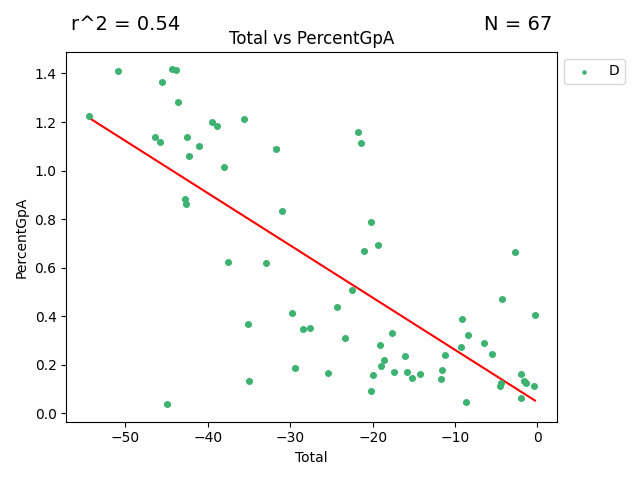 r^2 = 0.54
N = 67
Total vs PercentGpA
D
PercentGpA
1.4
1.2
1.0
0.8
0.6
0.4
0.2
0.0
−50
−40
−30
−20
−10
0
Total